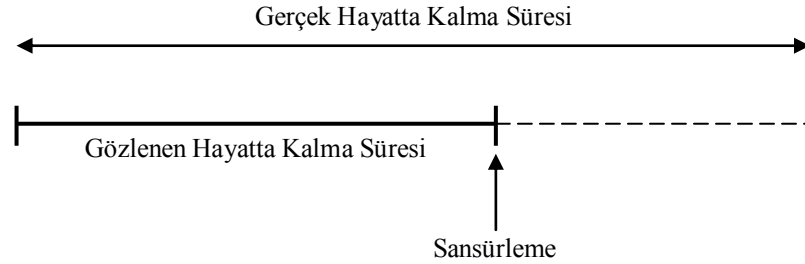 Gerçek Hayatta Kalma Süresi
Gözlenen Hayatta Kalma Süresi
Sansürleme